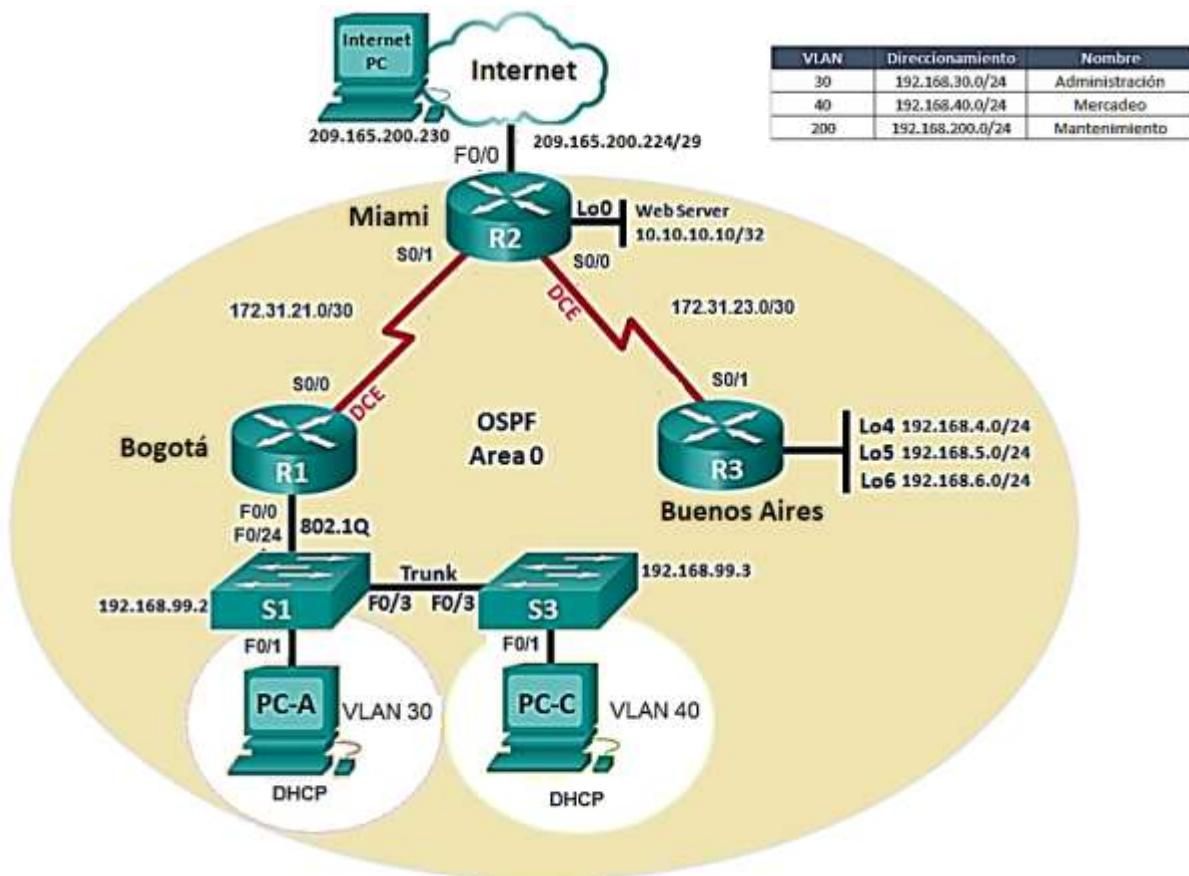 Internet
PC
Internet
209.165.200.230
209.165.200.224/29
F0/0
VLAN Direccionamiento Nombre
30 192.168.30.0/24 Administración
40 192.168.40.0/24 Mercadeo
200 192.168.200.0/24 Mantenimiento
Miami
R2
Lo0
Web Server
10.10.10.10/32
S0/1
S0/0
DCE
172.31.21.0/30
172.31.23.0/30
S0/0
DCE
S0/1
Bogotá
R1
OSPF
Area 0
R3
Buenos Aires
Lo4 192.168.4.0/24
Lo5 192.168.5.0/24
Lo6 192.168.6.0/24
F0/0
F0/24
802.1Q
Trunk
192.168.99.2
S1
F0/3
F0/3
S3
192.168.99.3
F0/1
F0/1
PC-A
VLAN 30
DHCP
PC-C
VLAN 40
DHCP